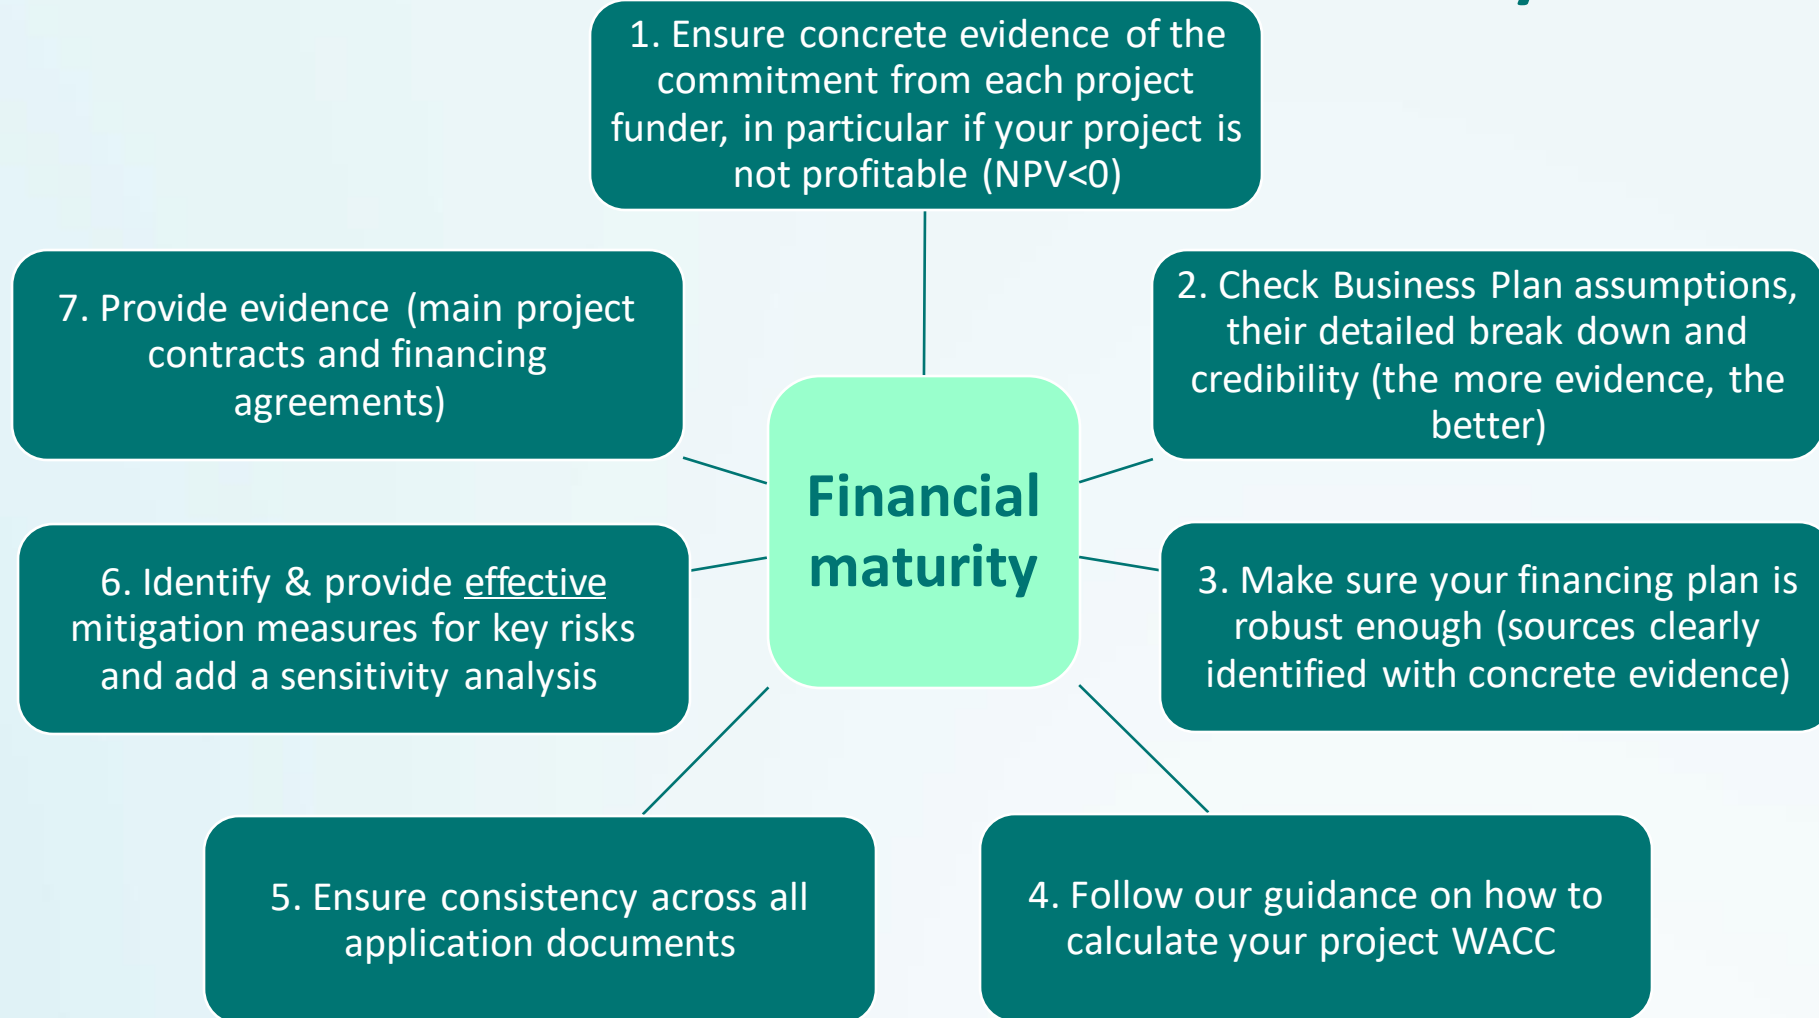 1. Ensure concrete evidence of the
commitment from each project
funder, in particular if your project is
not profitable (NPV<0)
2. Check Business Plan assumptions,
their detailed break down and
credibility (the more evidence, the
better)
3. Make sure your financing plan is
robust enough (sources clearly
identified with concrete evidence)
4. Follow our guidance on how to
calculate your project WACC
5. Ensure consistency across all
application documents
6. Identify & provide effective
mitigation measures for key risks
and add a sensitivity analysis
7. Provide evidence (main project
contracts and financing
agreements)
Financial
maturity